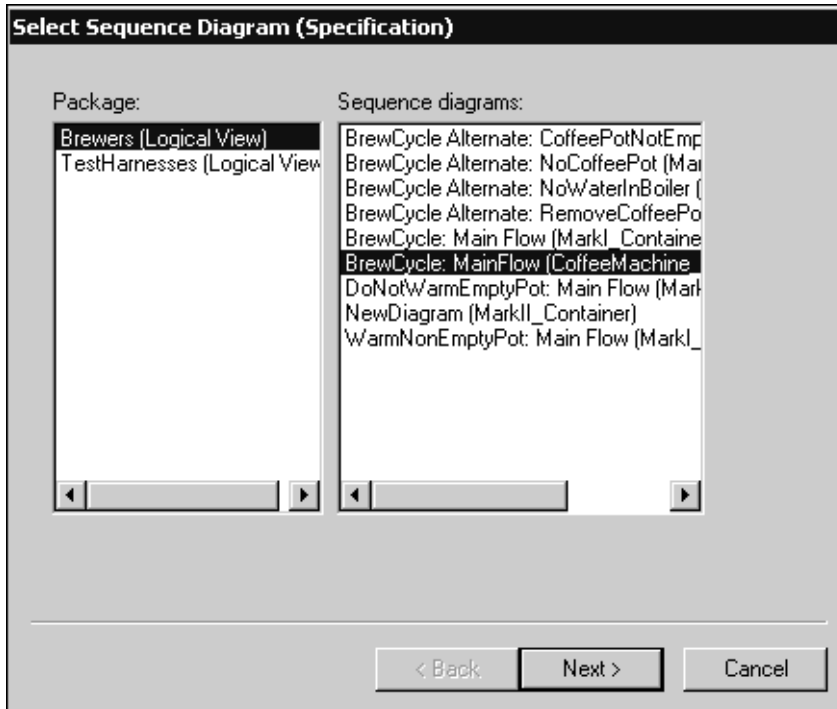 Select Sequence Diagram (Specification)
Package:
Sequence diagrams:
Brewers (Logical View)
TestHarnesses (Logical View
BrewCycle Alternate: CoffeePotNotEmp
BrewCycle Alternate: NoCoffeePot (Mar
BrewCycle Alternate: NoWaterInBoiler (
BrewCycle Alternate: RemoveCoffeePo
BrewCycle: Main Flow (MarkI_Containe
BrewCycle: MainFlow (CoffeeMachine_
DoNotWarmEmptyPot: Main Flow (Mark
NewDiagram (MarkII_Container)
WarmNonEmptyPot: Main Flow (MarkI_
< Back
Next >
Cancel